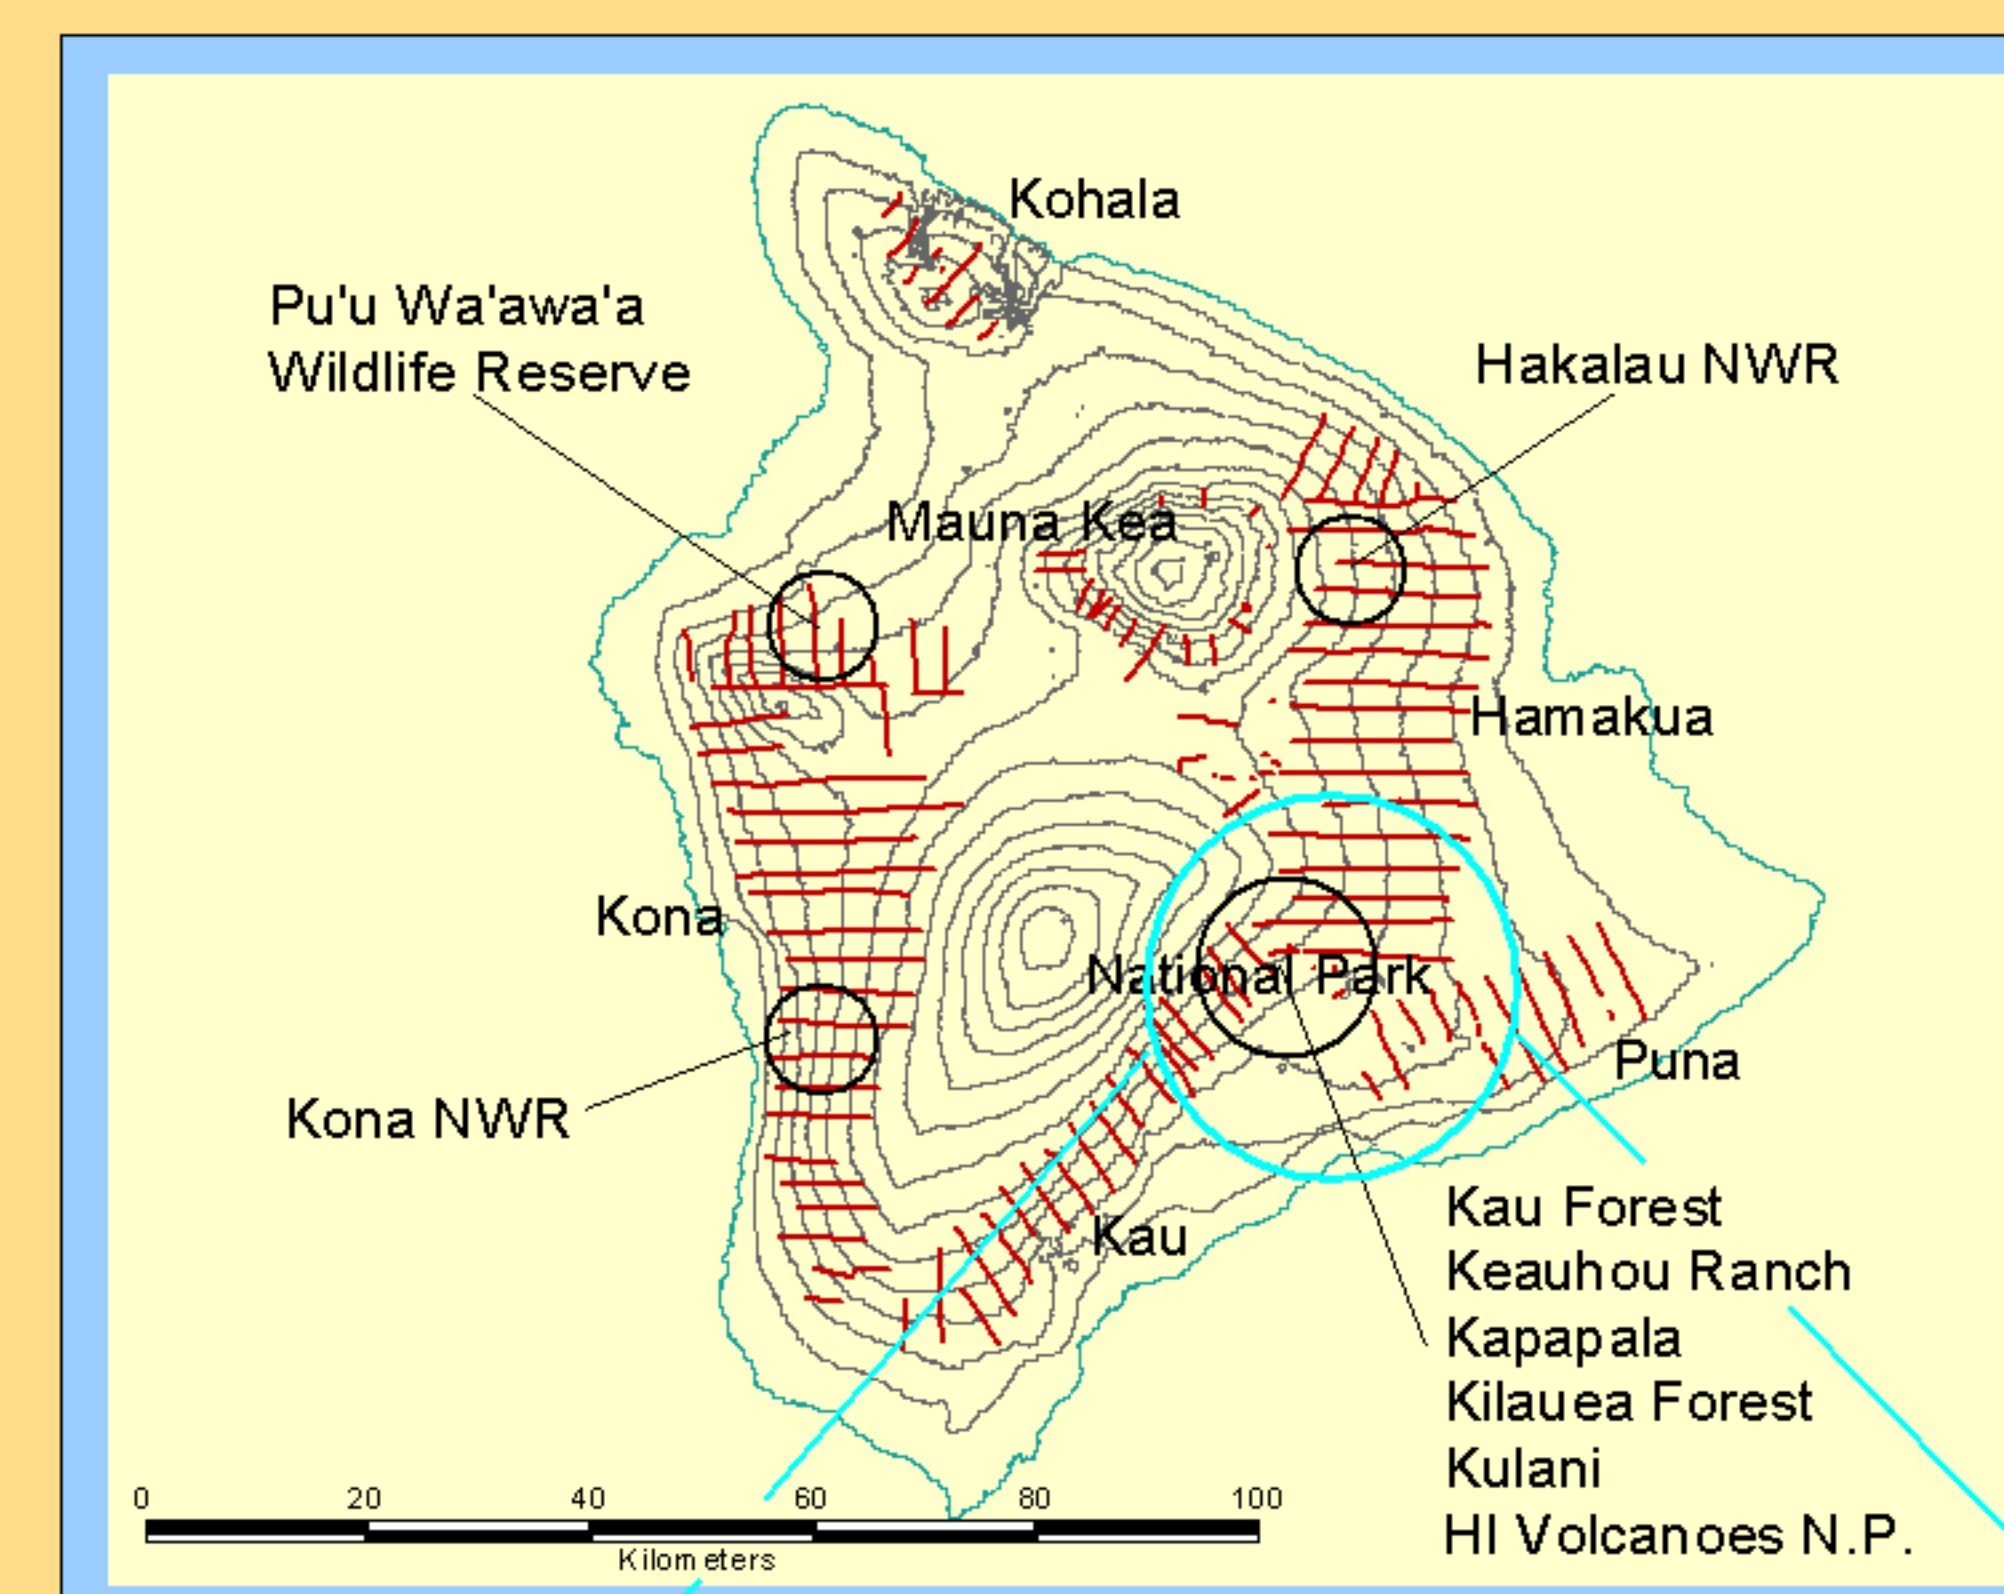 Kohala
Pu'u Wa'awa'a
Wildlife Reserve
Hakalau NWR
Mauna Kea
Hamakua
Kona
National Park
Puna
Kona NWR
Kau
Kau Forest
Keauhou Ranch
Kapapala
Kilauea Forest
Kulani
HI Volcanoes N.P.
0 20 40 60 80 100
Kilometers